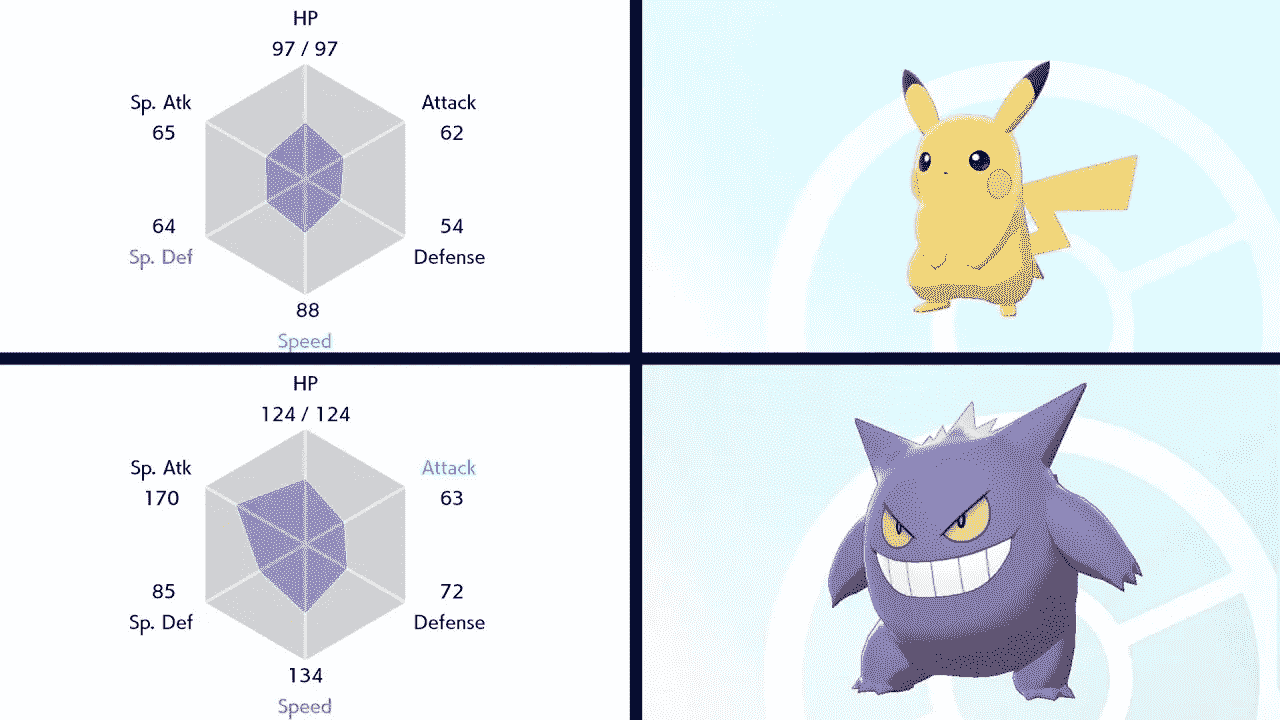 HP
97 / 97
Sp. Atk
65
Attack
62
64
Sp. Def
54
Defense
88
Speed
HP
124 / 124
Sp. Atk
170
Attack
63
85
Sp. Def
72
Defense
134
Speed